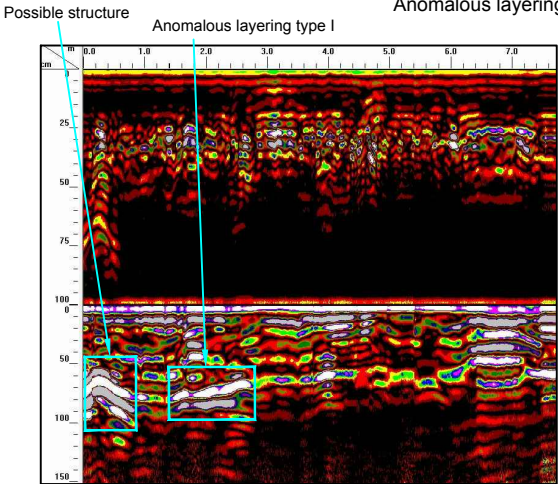 Possible structure
Anomalous layering
Anomalous layering type I
m 0.0 1.0 2.0 3.0 4.0 5.0 6.0 7.0
cm
0
25
50
75
100
0
50
100
150